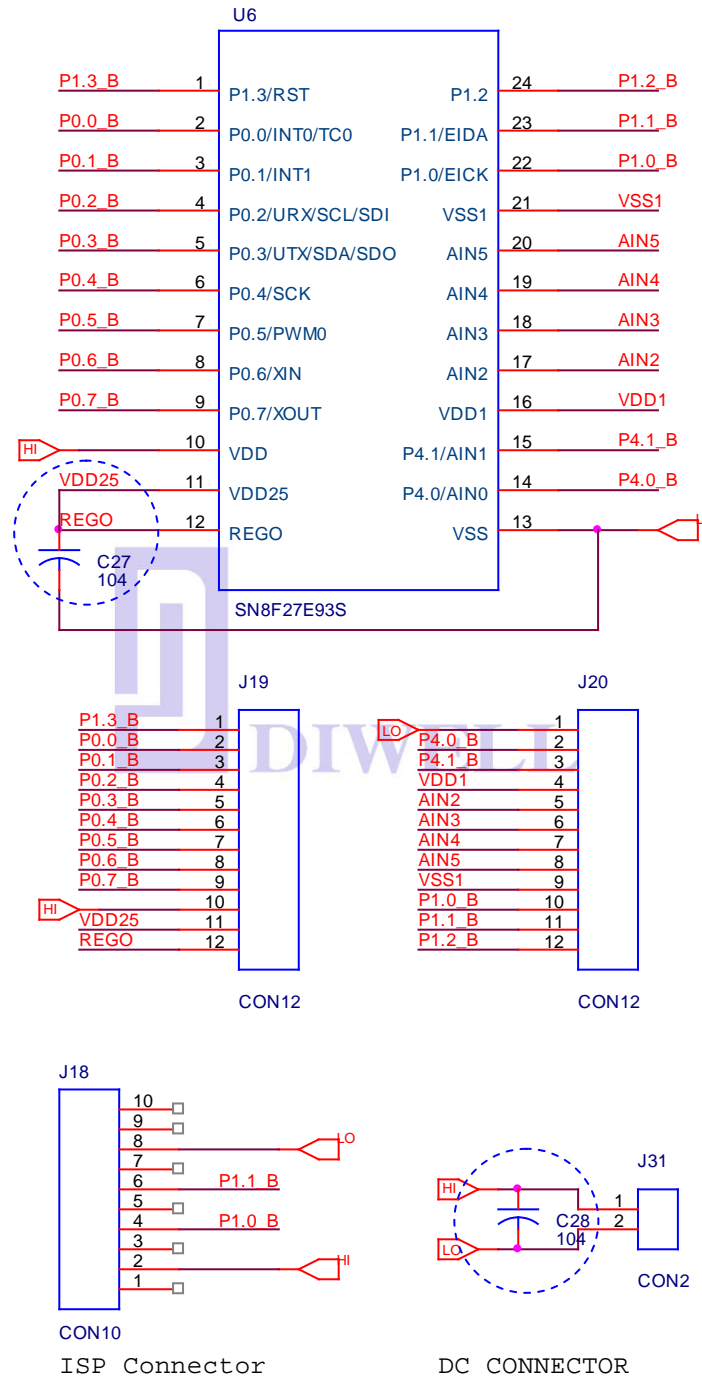 U6
P1.3_B 1 P1.3/RST P1.2 24 P1.2_B
P0.0_B 2 P0.0/INT0/TC0 P1.1/EIDA 23 P1.1_B
P0.1_B 3 P0.1/INT1 P1.0/EICK 22 P1.0_B
P0.2_B 4 P0.2/URX/SCL/SDI VSS1 21 VSS1
P0.3_B 5 P0.3/UTX/SDA/SDO AIN5 20 AIN5
P0.4_B 6 P0.4/SCK AIN4 19 AIN4
P0.5_B 7 P0.5/PWM0 AIN3 18 AIN3
P0.6_B 8 P0.6/XIN AIN2 17 AIN2
P0.7_B 9 P0.7/XOUT VDD1 16 VDD1
HI 10 VDD P4.1/AIN1 15 P4.1_B
VDD25 11 VDD25 P4.0/AIN0 14 P4.0_B
REGO 12 REGO VSS 13
C27
104
SN8F27E93S
DIWELL
J19
P1.3_B 1
P0.0_B 2
P0.1_B 3
P0.2_B 4
P0.3_B 5
P0.4_B 6
P0.5_B 7
P0.6_B 8
P0.7_B 9
HI 10
VDD25 11
REGO 12
CON12
J20
LO 1
P4.0_B 2
P4.1_B 3
VDD1 4
AIN2 5
AIN3 6
AIN4 7
AIN5 8
VSS1 9
P1.0_B 10
P1.1_B 11
P1.2_B 12
CON12
J18
10
9
8 LO
7
6 P1.1_B
5
4 P1.0_B
3
2 HI
1
CON10
ISP Connector
J31
HI 1
LO 2
C28
104
CON2
DC CONNECTOR